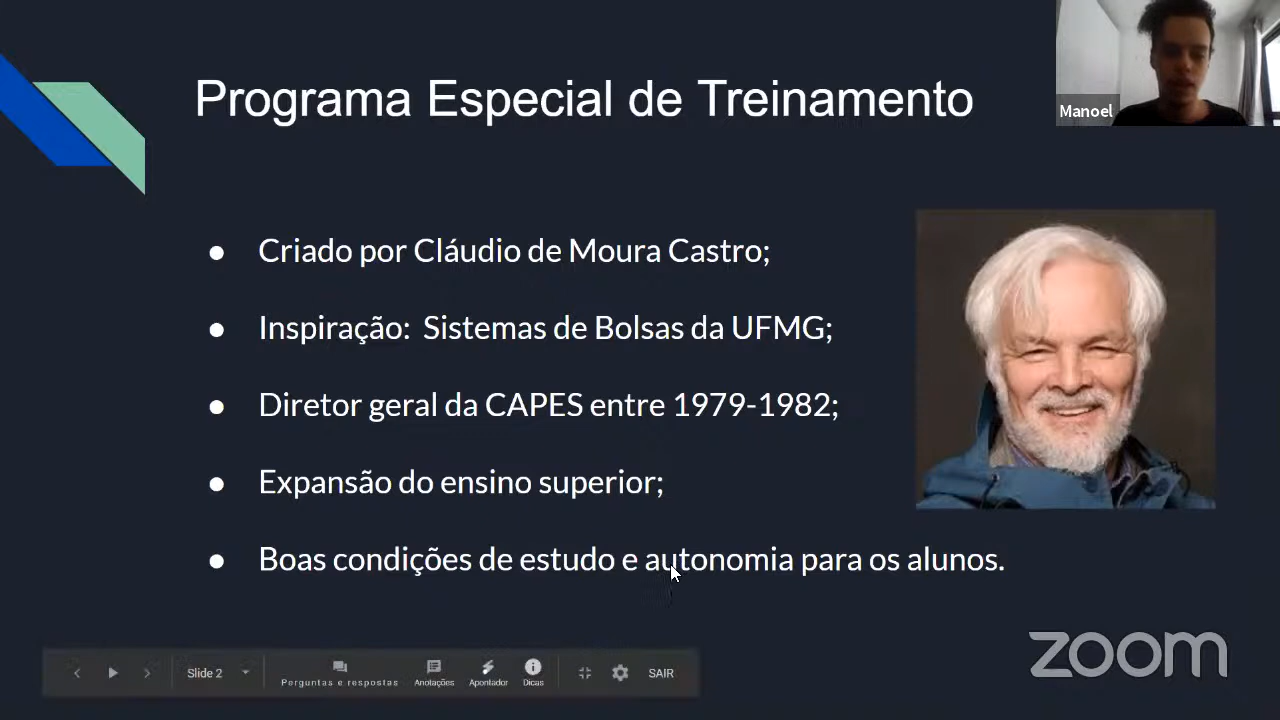 Programa Especial de Treinamento
Manoel
● Criado por Cláudio de Moura Castro;
● Inspiração: Sistemas de Bolsas da UFMG;
● Diretor geral da CAPES entre 1979-1982;
● Expansão do ensino superior;
● Boas condições de estudo e autonomia para os alunos.
zoom
Slide 2 Perguntas e respostas Anotações Apontador Dicas SAIR